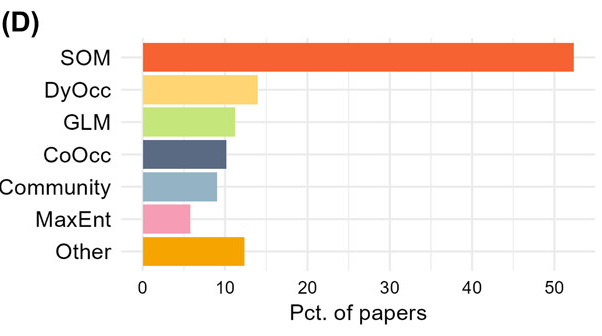 (D)
SOM
DyOcc
GLM
CoOcc
Community
MaxEnt
Other
0 10 20 30 40 50
Pct. of papers